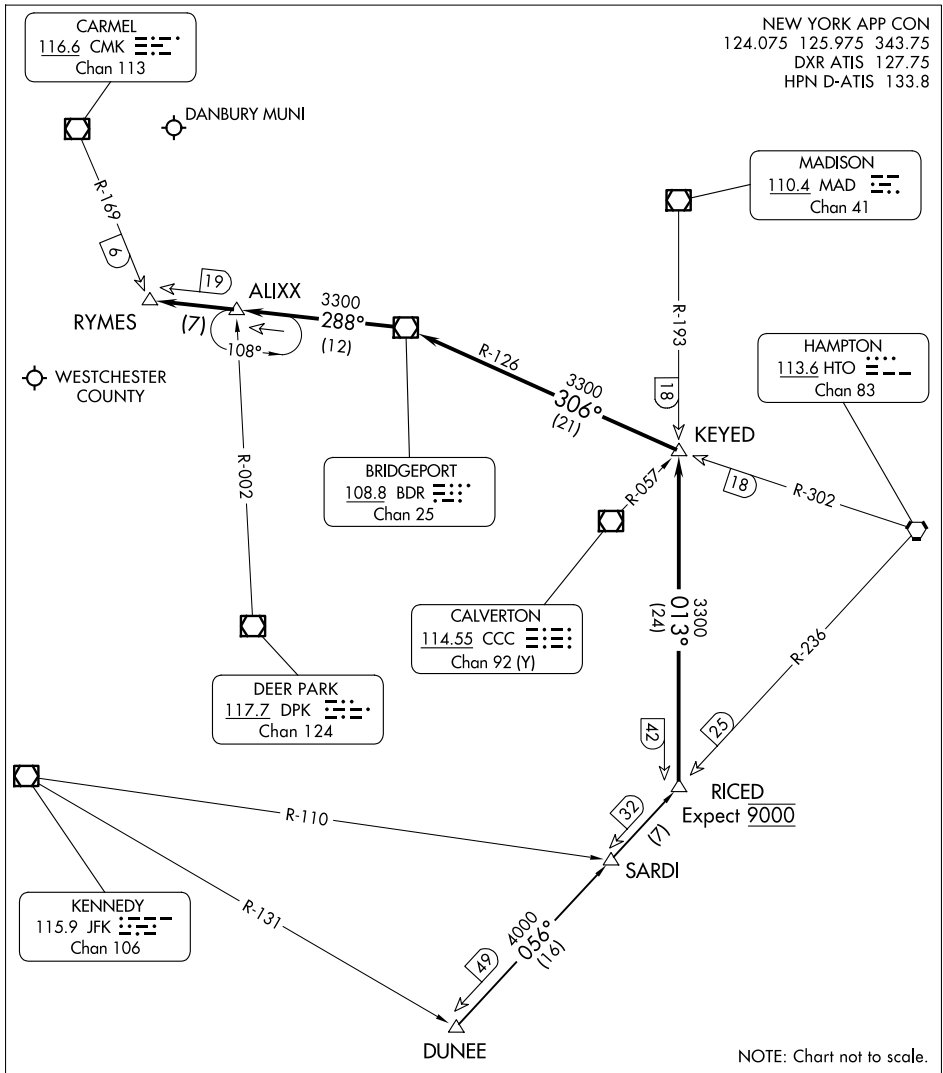 CARMEL
116.6 CMK
Chan 113
NEW YORK APP CON
124.075 125.975 343.75
DXR ATIS 127.75
HPN D-ATIS 133.8
DANBURY MUNI
MADISON
110.4 MAD
Chan 41
R-169
6
19
ALIXX
RYMES
(7)
3300
288°
(12)
108°
R-126
3300
306°
(21)
R-193
18
HAMPTON
113.6 HTO
Chan 83
WESTCHESTER
COUNTY
KEYED
R-002
BRIDGEPORT
108.8 BDR
Chan 25
R-057
18
R-302
CALVERTON
114.55 CCC
Chan 92 (Y)
3300
013°
(24)
R-236
DEER PARK
117.7 DPK
Chan 124
42
25
RICED
Expect 9000
R-110
32
(7)
SARDI
KENNEDY
115.9 JFK
Chan 106
R-131
4000
056°
(16)
49
DUNEE
NOTE: Chart not to scale.